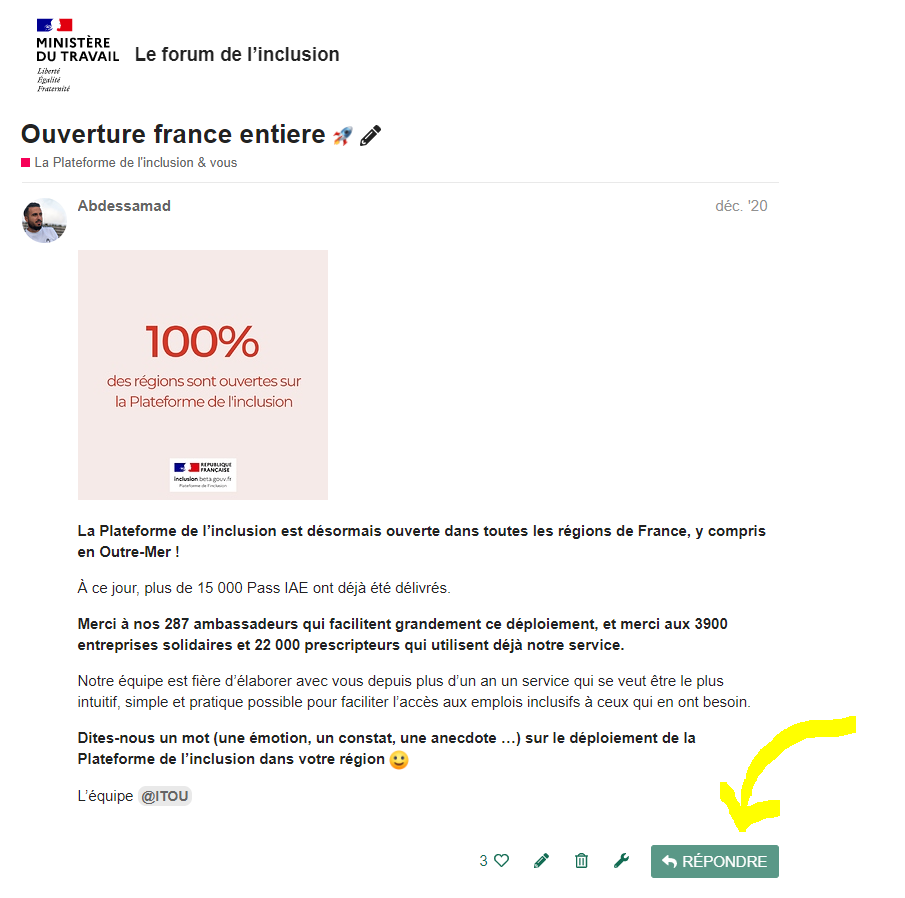 MINISTÈRE
DU TRAVAIL
Liberté
Égalité
Fraternité
Le forum de l’inclusion
Ouverture france entiere
La Plateforme de l'inclusion & vous
Abdessamad
déc. '20
100%
des régions sont ouvertes sur
la Plateforme de l'inclusion
RÉPUBLIQUE
FRANÇAISE
inclusion.beta.gouv.fr
Plateforme de l'inclusion
La Plateforme de l’inclusion est désormais ouverte dans toutes les régions de France, y compris
en Outre-Mer !
À ce jour, plus de 15 000 Pass IAE ont déjà été délivrés.
Merci à nos 287 ambassadeurs qui facilitent grandement ce déploiement, et merci aux 3900
entreprises solidaires et 22 000 prescripteurs qui utilisent déjà notre service.
Notre équipe est fière d’élaborer avec vous depuis plus d’un an un service qui se veut être le plus
intuitif, simple et pratique possible pour faciliter l’accès aux emplois inclusifs à ceux qui en ont besoin.
Dites-nous un mot (une émotion, un constat, une anecdote …) sur le déploiement de la
Plateforme de l’inclusion dans votre région
L’équipe @ITOU
3
RÉPONDRE